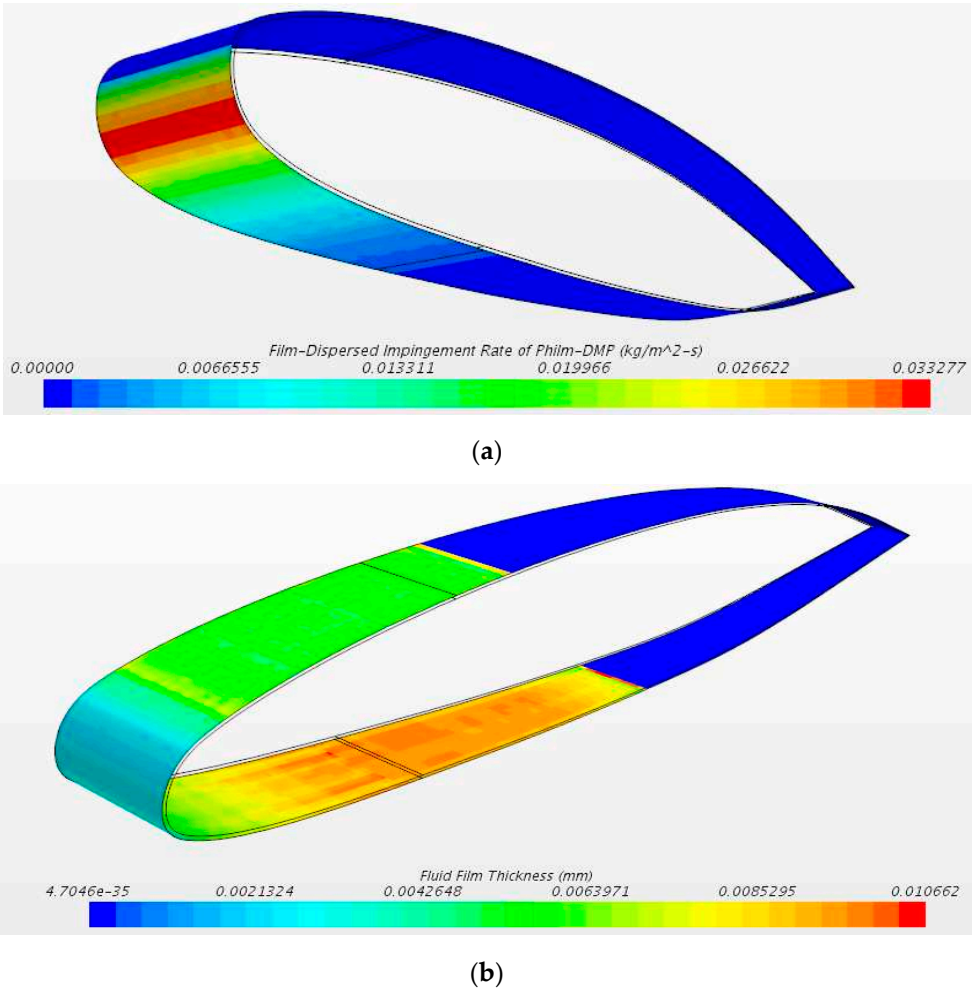 Film-Dispersed Impingement Rate of Philm-DMP (kg/m^2-s)
0.00000 0.0066555 0.013311 0.019966 0.026622 0.033277
(a)
Fluid Film Thickness (mm)
4.7046e-35 0.0021324 0.0042648 0.0063971 0.0085295 0.010662
(b)